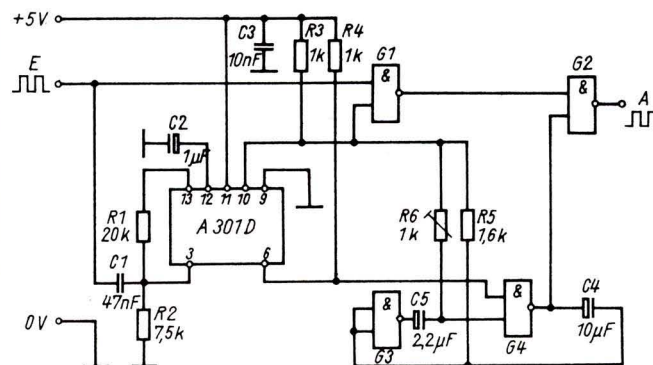 +5V
C3
10nF
R3
1k
R4
1k
G1
&
G2
&
E
A
C2
1µF
13
12
11
10
9
A301D
R1
20k
3
6
R6
1k
R5
1,6k
C1
47nF
R2
7,5k
0V
&
G3
C5
2,2µF
&
G4
C4
10µF